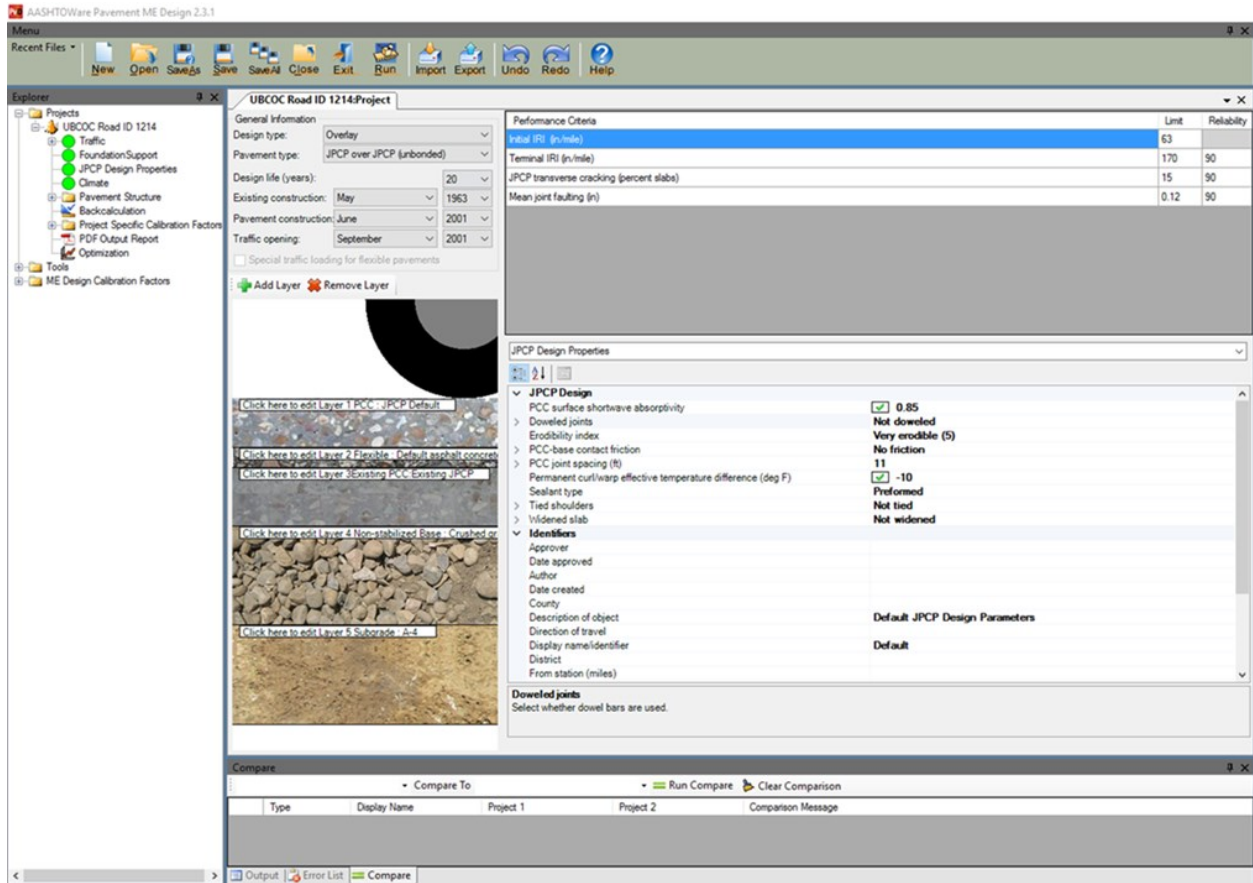 AASHTOWare Pavement ME Design 2.3.1
Menu
Recent Files
New Open SaveAs Save SaveAll Close Exit Run Import Export Undo Redo Help
Explorer
Projects
UBCOC Road ID 1214
Traffic
FoundationSupport
JPCP Design Properties
Climate
Pavement Structure
Backcalculation
Project Specific Calibration Factors
PDF Output Report
Optimization
Tools
ME Design Calibration Factors
UBCOC Road ID 1214:Project
General Information
Design type: Overlay
Pavement type: JPCP over JPCP (unbonded)
Design life (years): 20
Existing construction: May 1963
Pavement construction: June 2001
Traffic opening: September 2001
Special traffic loading for flexible pavements
Add Layer Remove Layer
Click here to edit Layer 1 PCC : JPCP Default
Click here to edit Layer 2 Flexible : Default asphalt concrete
Click here to edit Layer 3Existing PCC:Existing JPCP
Click here to edit Layer 4 Non-stabilized Base : Crushed gr
Click here to edit Layer 5 Subgrade : A-4
Performance Criteria Limit Reliability
Initial IRI (in/mile) 63
Terminal IRI (in/mile) 170 90
JPCP transverse cracking (percent slabs) 15 90
Mean joint faulting (in) 0.12 90
JPCP Design Properties
JPCP Design
PCC surface shortwave absorptivity 0.85
Doweled joints Not doweled
Erodibility index Very erodible (5)
PCC-base contact friction No friction
PCC joint spacing (ft) 11
Permanent curl/warp effective temperature difference (deg F) -10
Sealant type Preformed
Tied shoulders Not tied
Widened slab Not widened
Identifiers
Approver
Date approved
Author
Date created
County
Description of object Default JPCP Design Parameters
Direction of travel
Display name/identifier Default
District
From station (miles)
Doweled joints
Select whether dowel bars are used.
Compare
Compare To Run Compare Clear Comparison
Type Display Name Project 1 Project 2 Comparison Message
Output Error List Compare